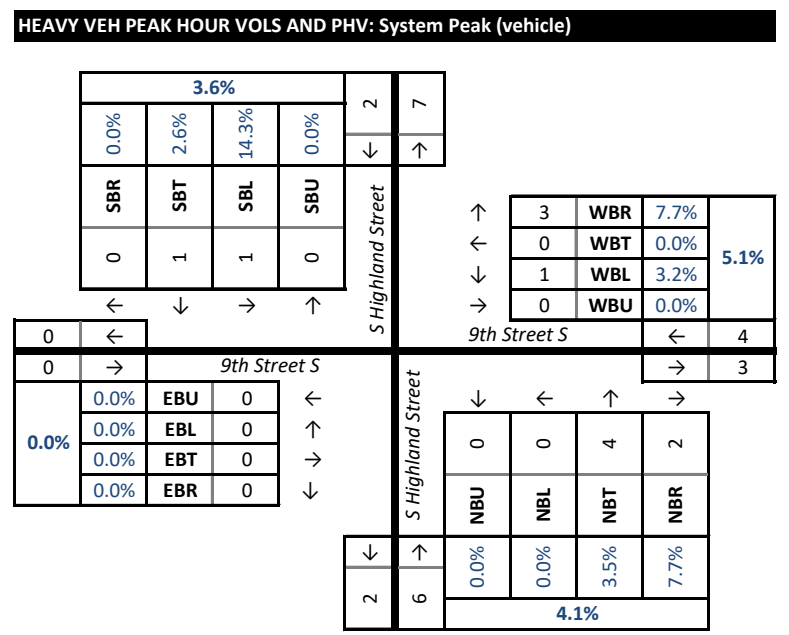 HEAVY VEH PEAK HOUR VOLS AND PHV: System Peak (vehicle)
3.6% 2 7
0.0% 2.6% 14.3% 0.0% ↓ ↑
SBR SBT SBL SBU
0 1 1 0
← ↓ → ↑
S Highland Street
↑ 3 WBR 7.7%
← 0 WBT 0.0%
↓ 1 WBL 3.2%
→ 0 WBU 0.0%
5.1%
0 ← 9th Street S ← 4
0 → 9th Street S → 3
0.0% EBU 0 ←
0.0% EBL 0 ↑
0.0% EBT 0 →
0.0% EBR 0 ↓
0.0%
S Highland Street
↓ ← ↑ →
0 0 4 2
NBU NBL NBT NBR
↓ ↑ 0.0% 0.0% 3.5% 7.7%
2 6 4.1%